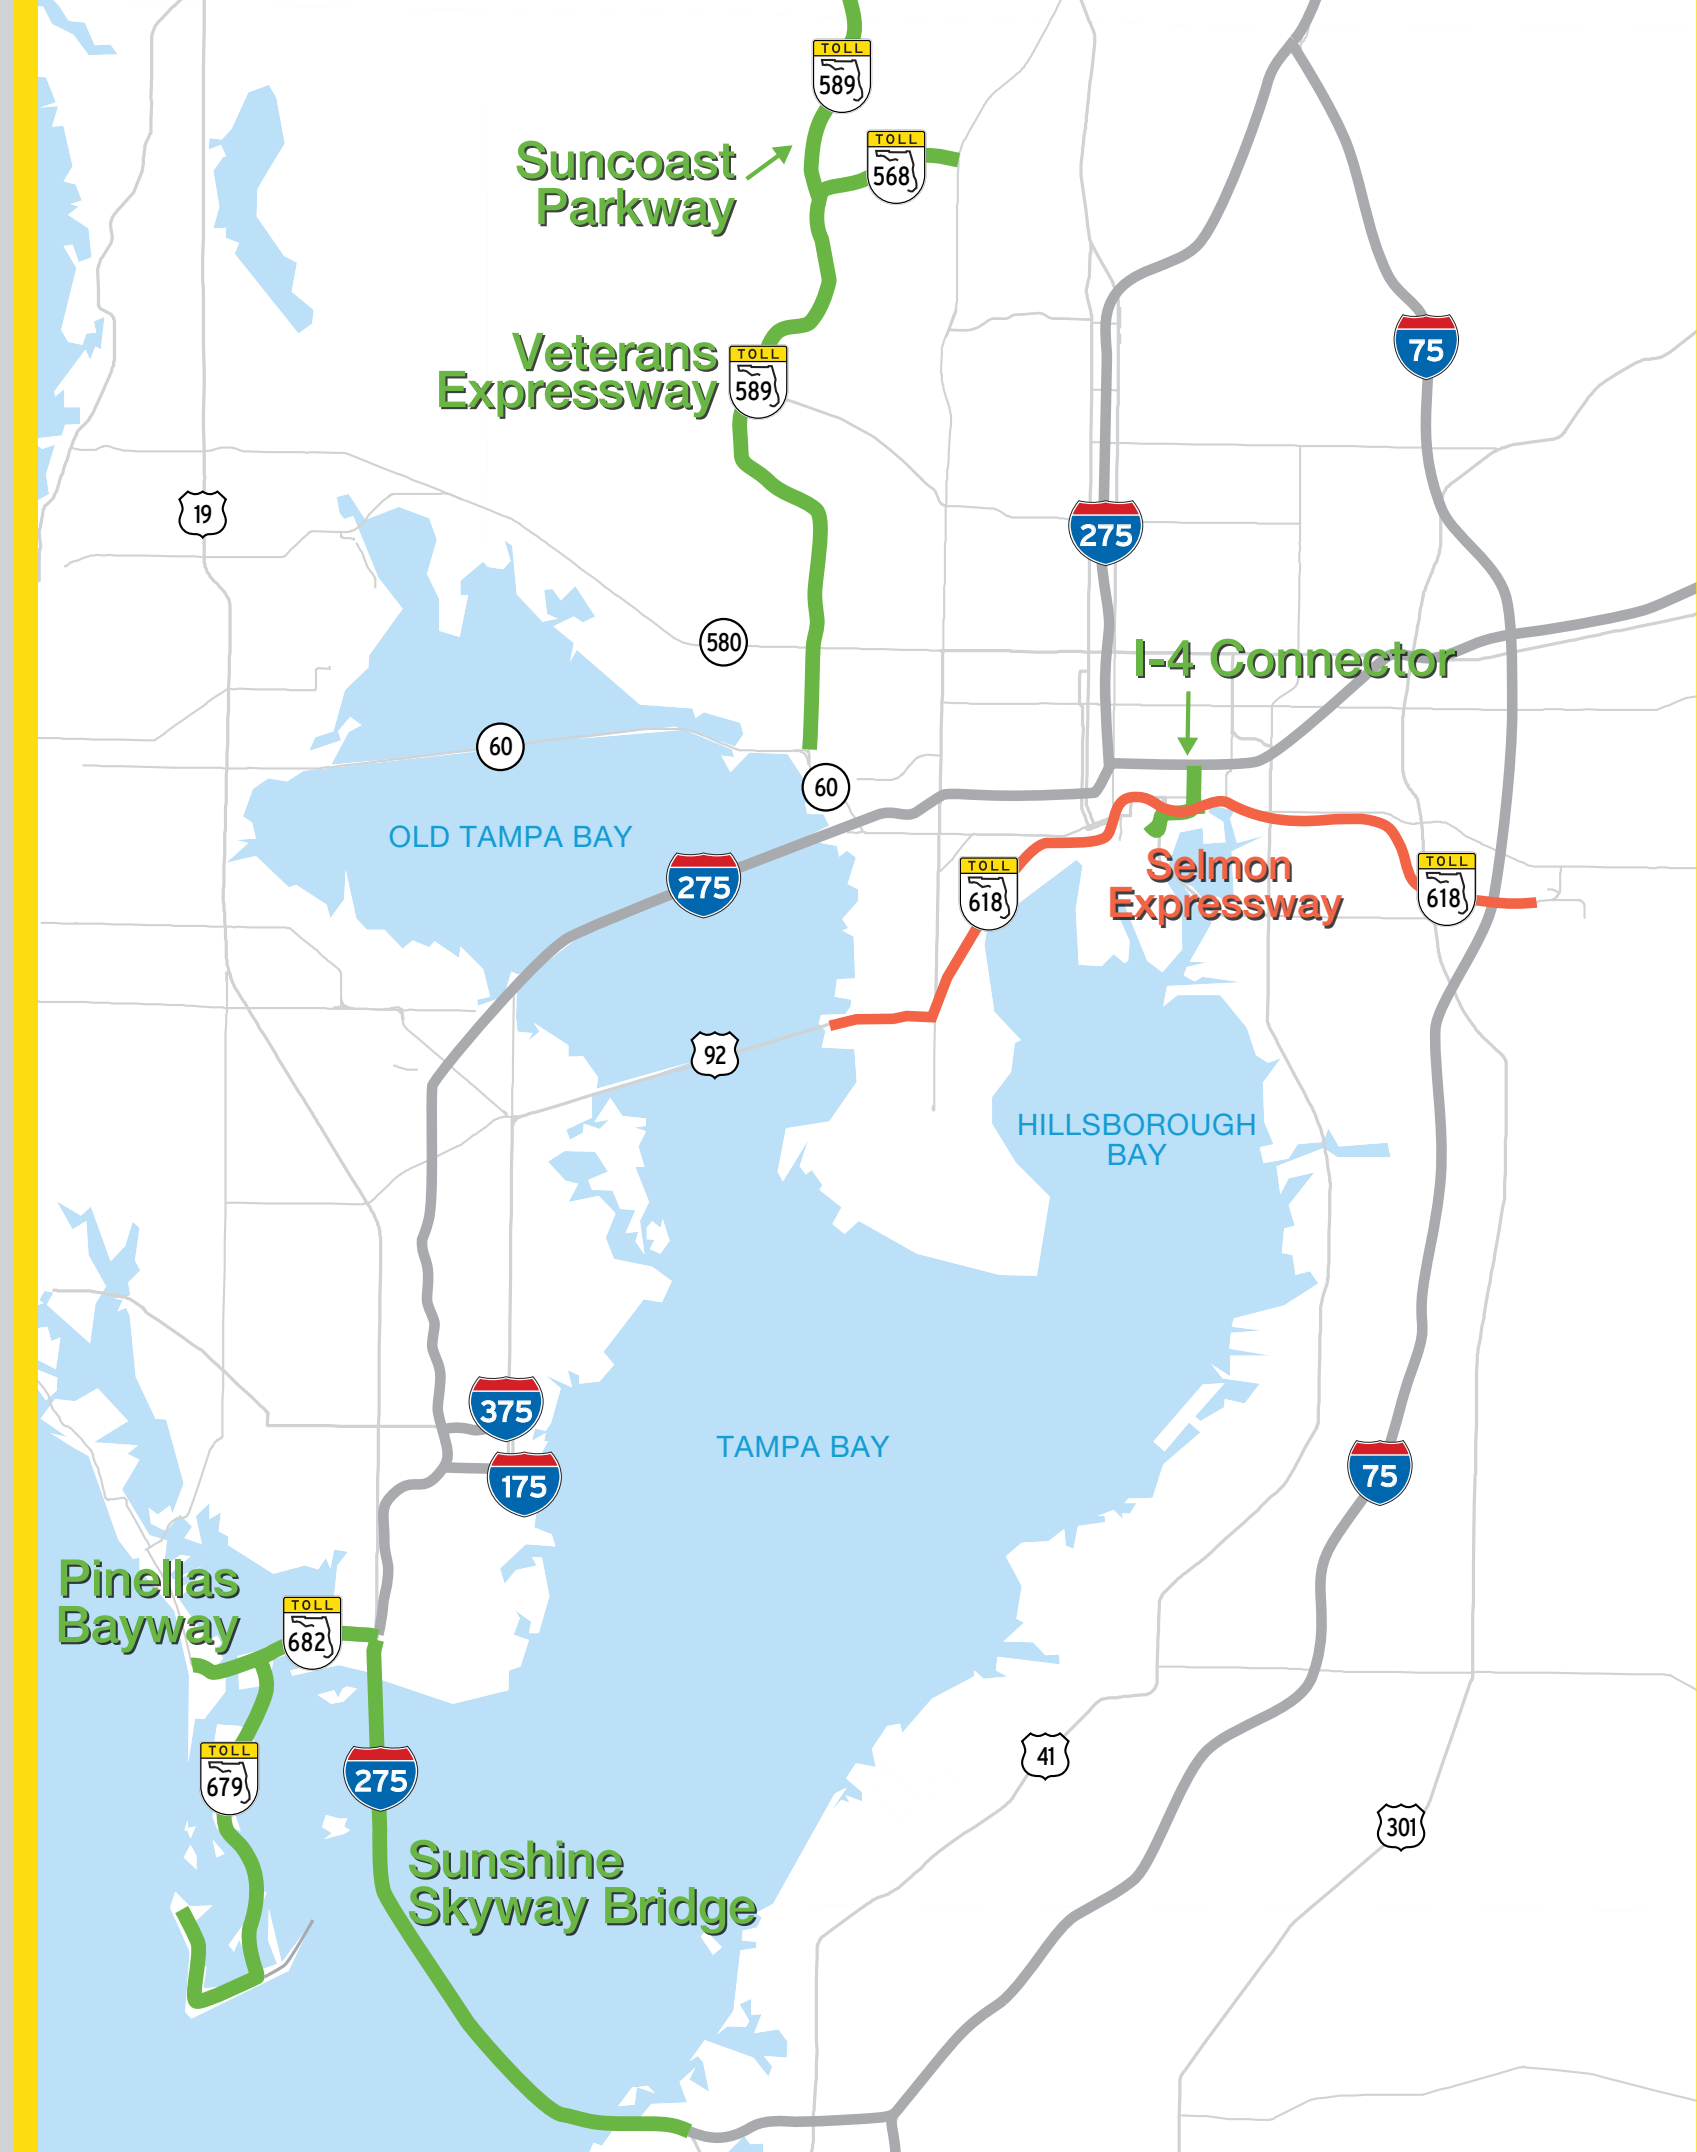 TOLL
589
TOLL
568
Suncoast
Parkway
Veterans
Expressway
TOLL
589
75
19
275
580
I-4 Connector
60
60
OLD TAMPA BAY
275
TOLL
618
Selmon
Expressway
TOLL
618
92
HILLSBOROUGH
BAY
375
TAMPA BAY
175
75
Pinellas
Bayway
TOLL
682
TOLL
679
275
41
301
Sunshine
Skyway Bridge